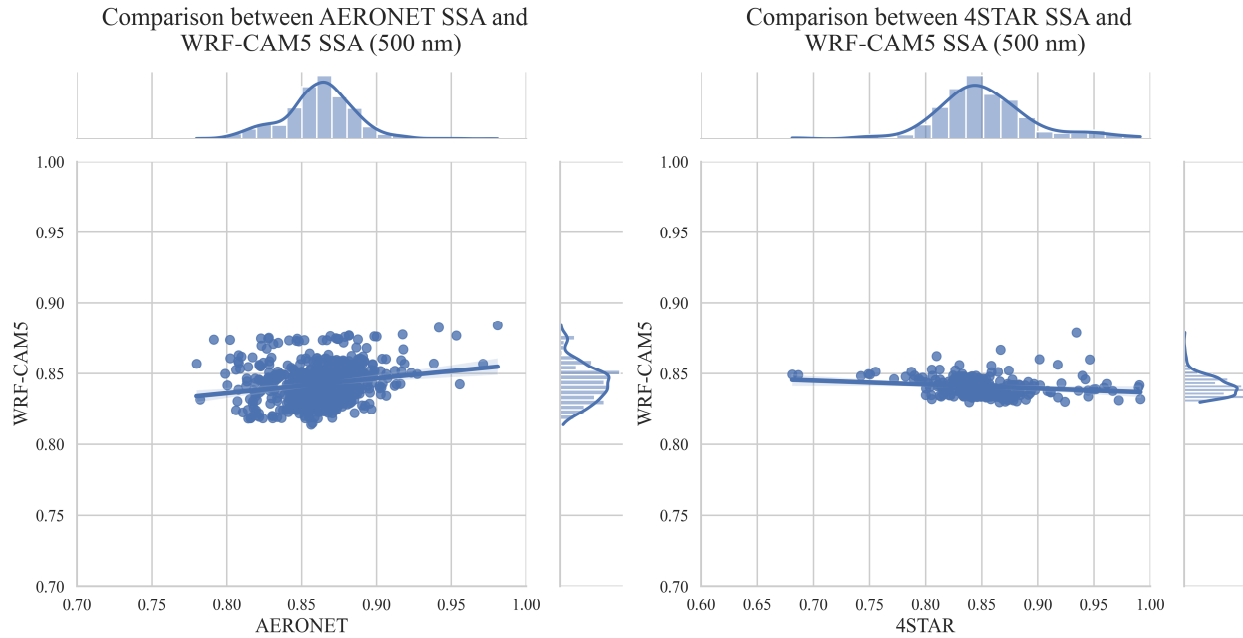 Comparison between AERONET SSA and
WRF-CAM5 SSA (500 nm)
1.00
0.95
0.90
0.85
0.80
0.75
0.70
WRF-CAM5
0.70 0.75 0.80 0.85 0.90 0.95 1.00
AERONET
Comparison between 4STAR SSA and
WRF-CAM5 SSA (500 nm)
1.00
0.95
0.90
0.85
0.80
0.75
0.70
WRF-CAM5
0.60 0.65 0.70 0.75 0.80 0.85 0.90 0.95 1.00
4STAR